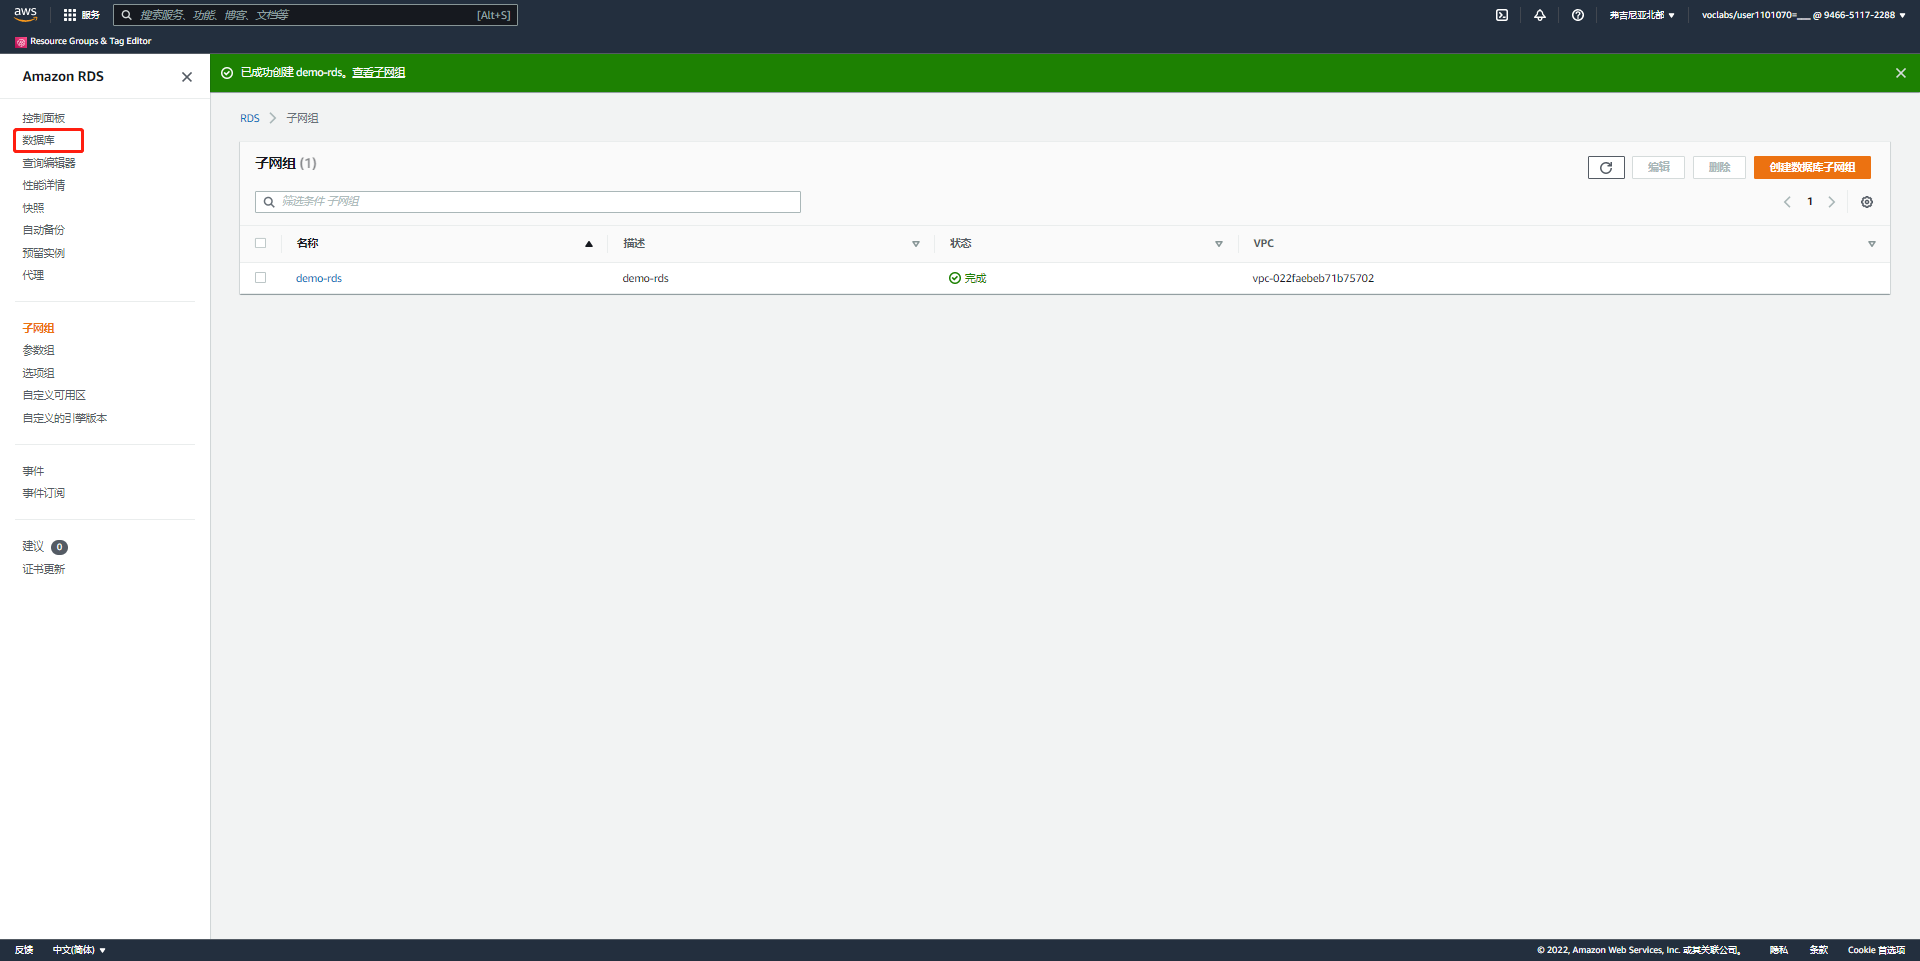 aws 服务 搜索服务、功能、博客、文档等 [Alt+S] 弗吉尼亚北部 voclabs/user1101070=___ @ 9466-5117-2288
Resource Groups & Tag Editor
Amazon RDS
已成功创建 demo-rds。查看子网组
控制面板
数据库
查询编辑器
性能详情
快照
自动备份
预留实例
代理
子网组
参数组
选项组
自定义可用区
自定义的引擎版本
事件
事件订阅
建议 0
证书更新
RDS 子网组
子网组 (1)
编辑 删除 创建数据库子网组
筛选条件 子网组
1
名称 描述 状态 VPC
demo-rds demo-rds 完成 vpc-022faebeb71b75702
反馈 中文(简体) © 2022, Amazon Web Services, Inc. 或其关联公司。 隐私 条款 Cookie 首选项